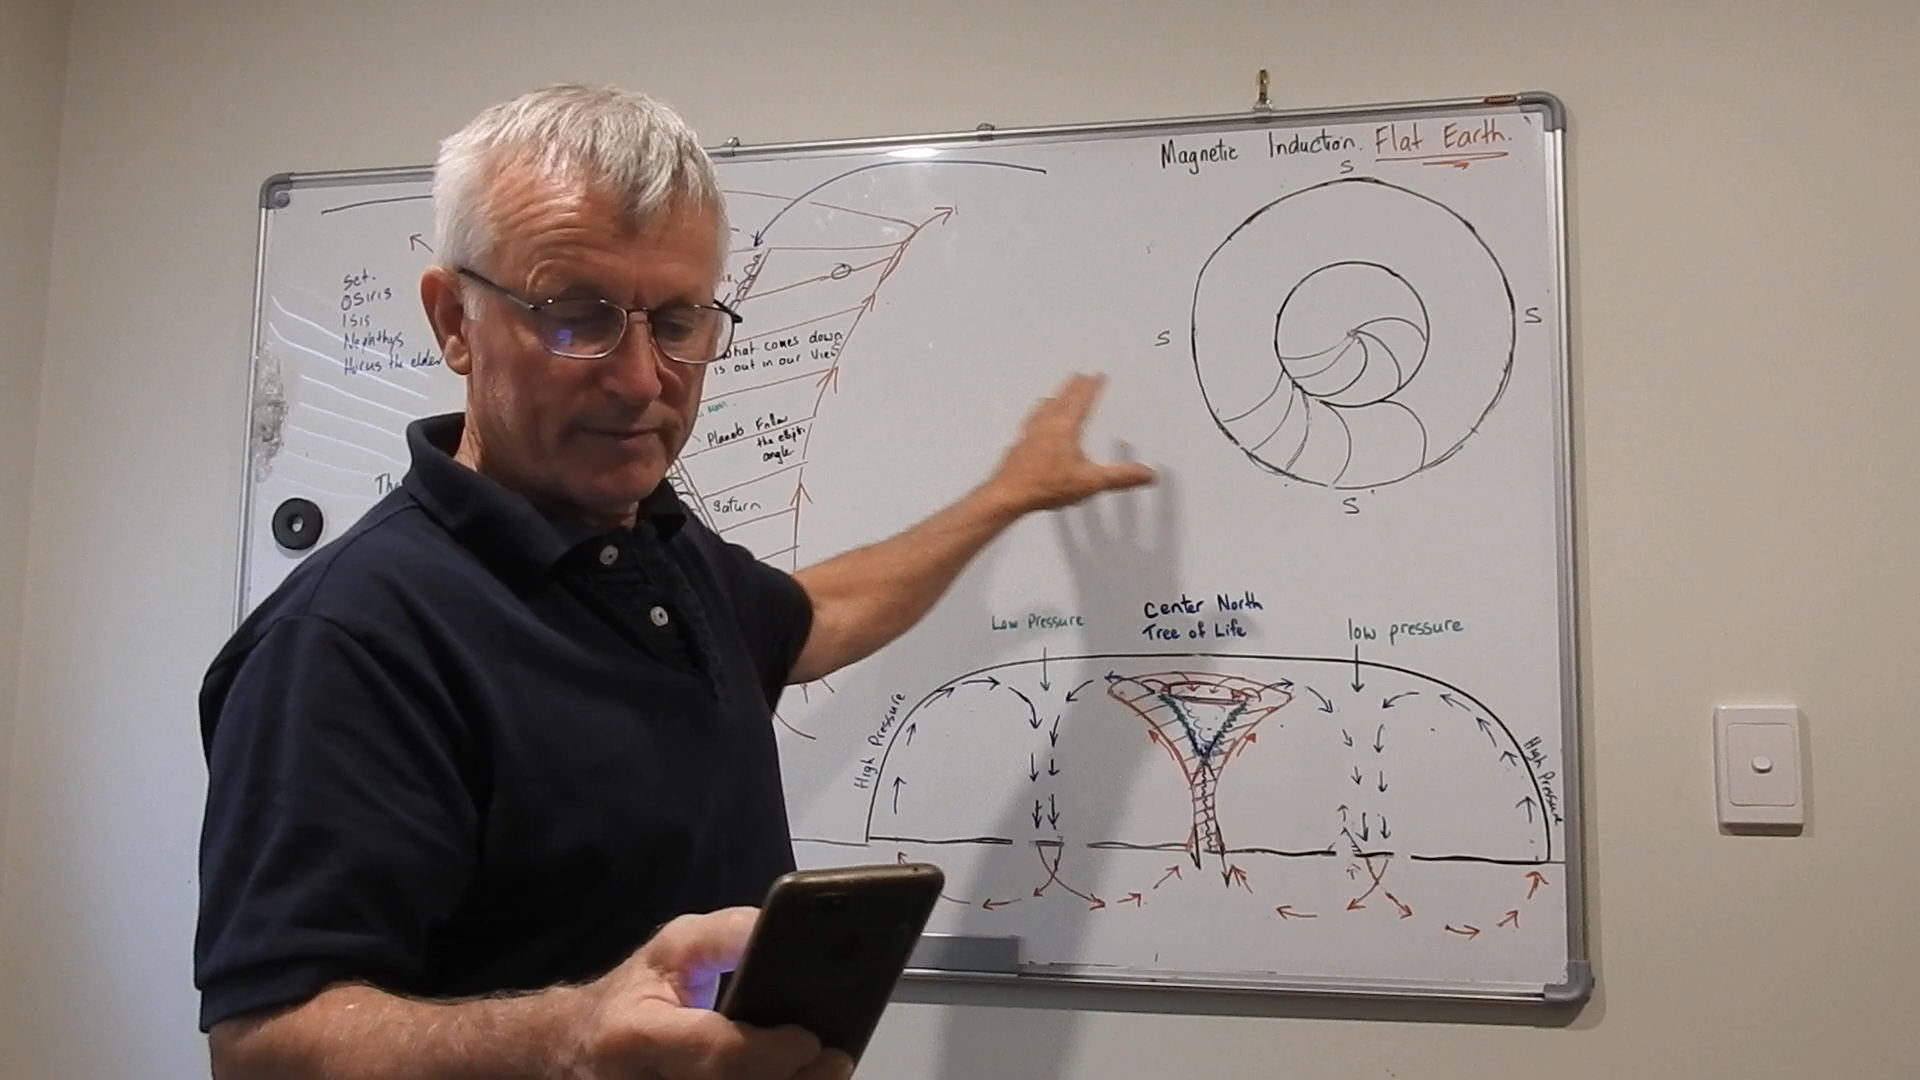 Magnetic Induction. Flat Earth.
S
S
S
S
Set.
Osiris
Isis
Nephthys
Horus the elder
What comes down
is out in our View
Planets Follow
the
angle.
Saturn
Low Pressure
Center North
Tree of Life
low pressure
High Pressure
High Pressure